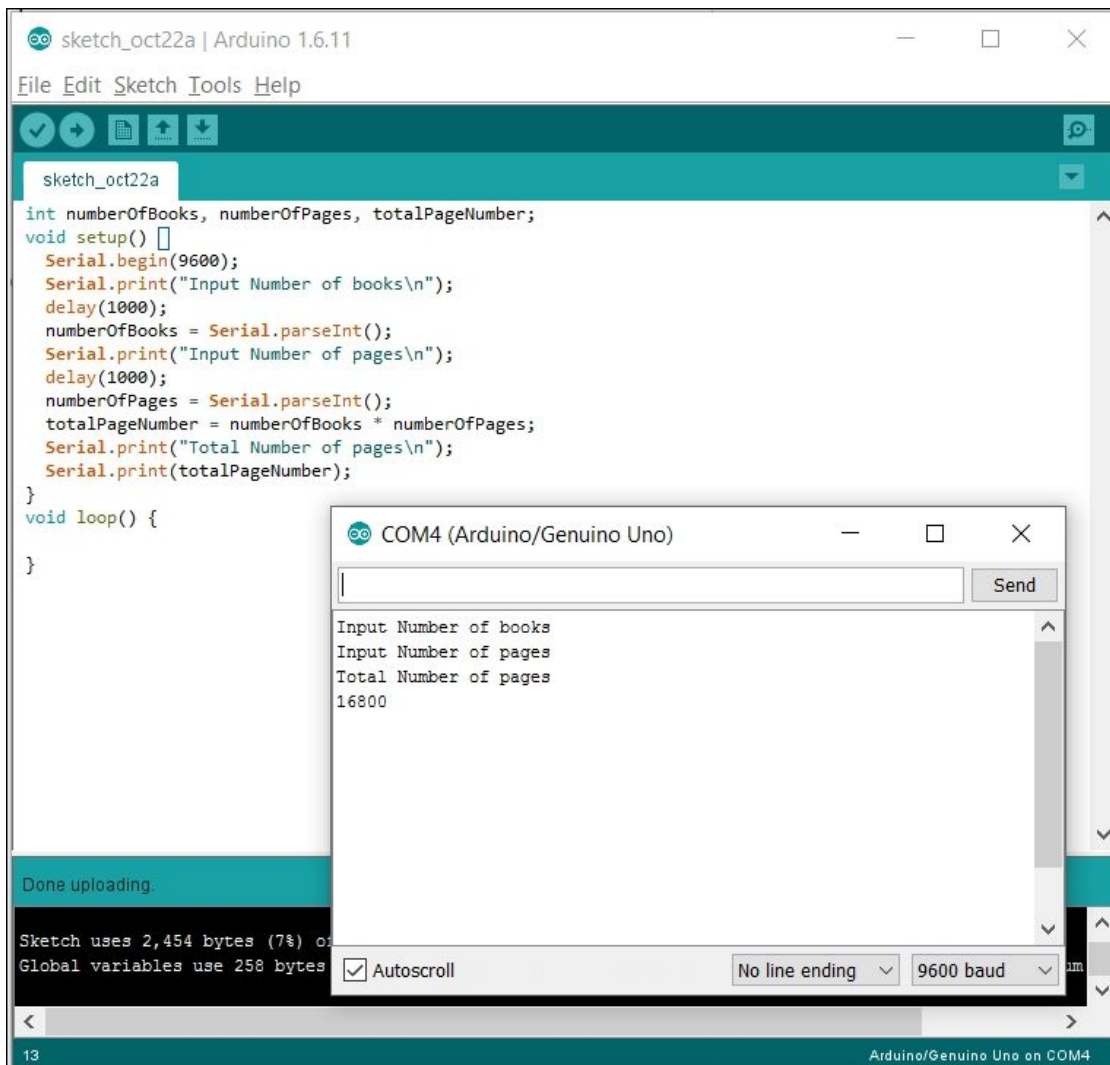 sketch_oct22a | Arduino 1.6.11
File Edit Sketch Tools Help
sketch_oct22a
int numberOfBooks, numberOfPages, totalPageNumber;
void setup() {
Serial.begin(9600);
Serial.print("Input Number of books\n");
delay(1000);
numberOfBooks = Serial.parseInt();
Serial.print("Input Number of pages\n");
delay(1000);
numberOfPages = Serial.parseInt();
totalPageNumber = numberOfBooks * numberOfPages;
Serial.print("Total Number of pages\n");
Serial.print(totalPageNumber);
}
void loop() {
}
COM4 (Arduino/Genuino Uno)
Send
Input Number of books
Input Number of pages
Total Number of pages
16800
Autoscroll
No line ending
9600 baud
Done uploading.
Sketch uses 2,454 bytes (7%)
Global variables use 258 bytes
13
Arduino/Genuino Uno on COM4